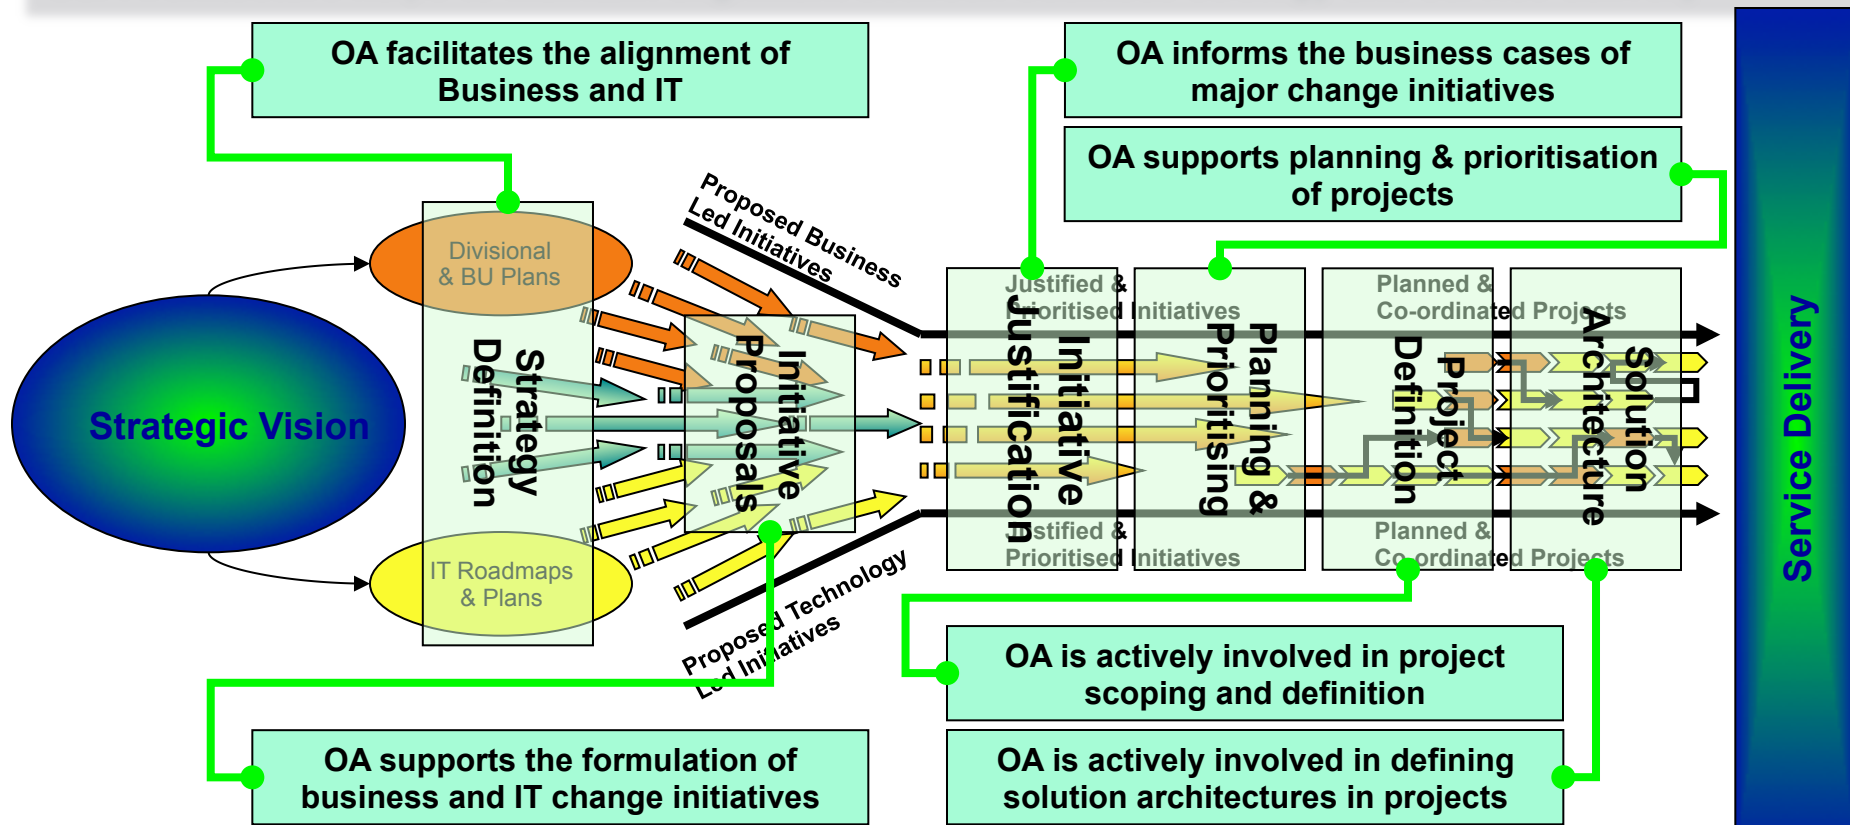 OA facilitates the alignment of
Business and IT
OA informs the business cases of
major change initiatives
OA supports planning & prioritisation
of projects
Proposed Business
Led Initiatives
Divisional
& BU Plans
Justified &
Prioritised Initiatives
Planned &
Co-ordinated Projects
Strategic Vision
Strategy
Definition
Initiative
Proposals
Initiative
Justification
Planning &
Prioritising
Project
Definition
Solution
Architecture
Service Delivery
IT Roadmaps
& Plans
Justified &
Prioritised Initiatives
Planned &
Co-ordinated Projects
Proposed Technology
Led Initiatives
OA is actively involved in project
scoping and definition
OA supports the formulation of
business and IT change initiatives
OA is actively involved in defining
solution architectures in projects